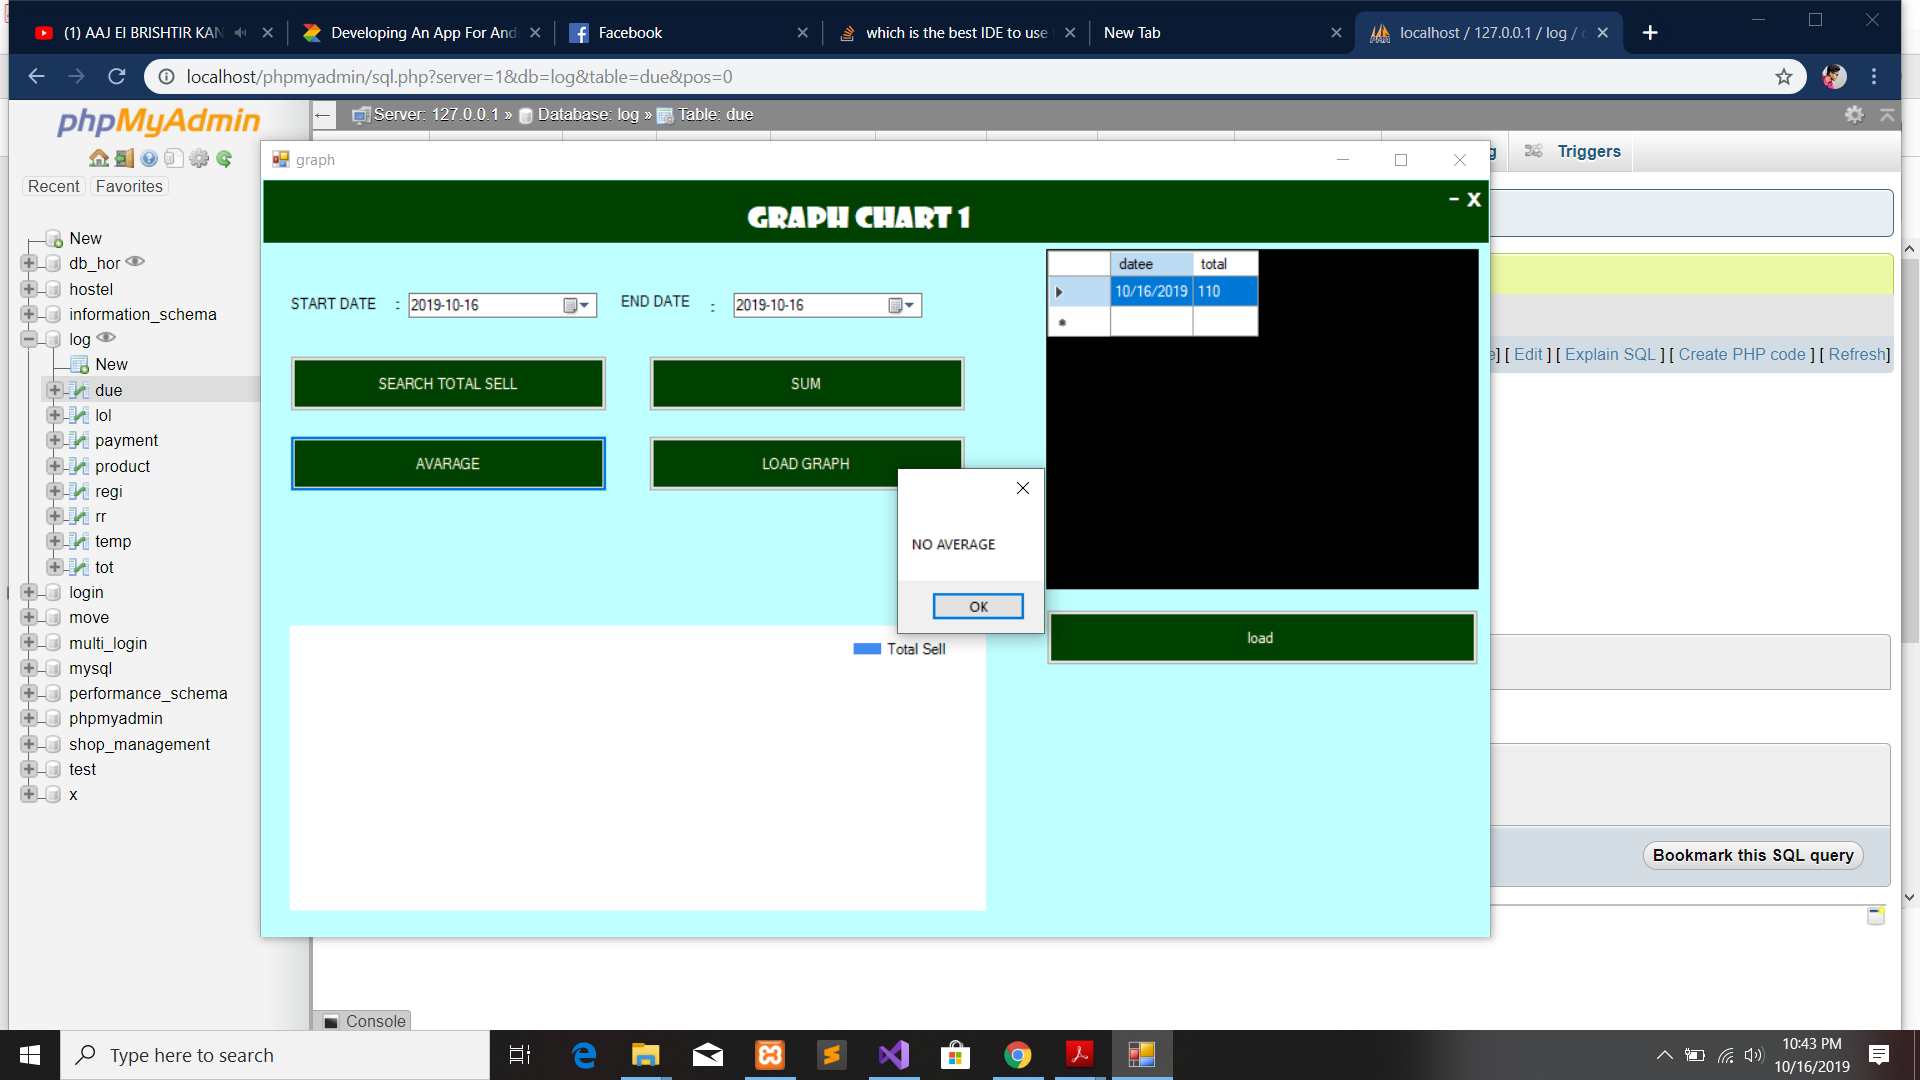 (1) AAJ EI BRISHTIR KAN
Developing An App For And
Facebook
which is the best IDE to use
New Tab
localhost / 127.0.0.1 / log /
localhost/phpmyadmin/sql.php?server=1&db=log&table=due&pos=0
phpMyAdmin
Server: 127.0.0.1 » Database: log » Table: due
Recent Favorites
New
db_hor
hostel
information_schema
log
New
due
lol
payment
product
regi
rr
temp
tot
login
move
multi_login
mysql
performance_schema
phpmyadmin
shop_management
test
x
g
Triggers
e] [ Edit ] [ Explain SQL ] [ Create PHP code ] [ Refresh]
Bookmark this SQL query
Console
graph
GRAPH CHART 1
- X
START DATE : 2019-10-16
END DATE : 2019-10-16
SEARCH TOTAL SELL
SUM
AVARAGE
LOAD GRAPH
datee total
10/16/2019 110
NO AVERAGE
OK
load
Total Sell
Type here to search
10:43 PM
10/16/2019